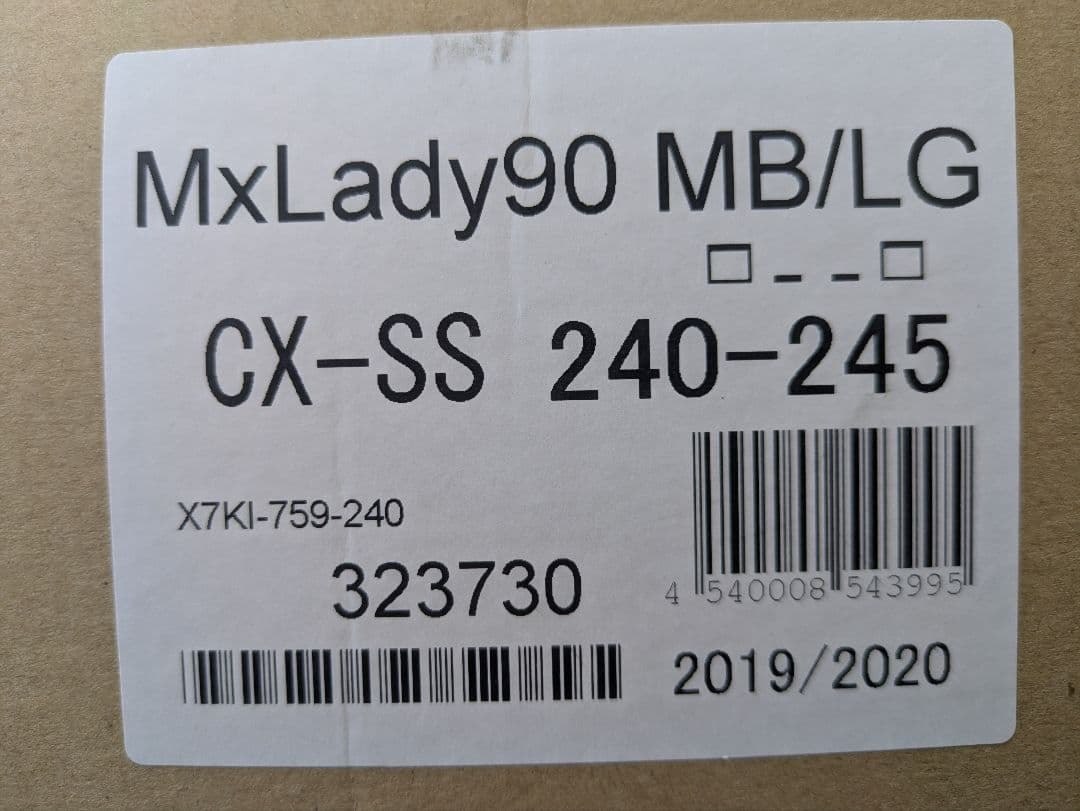 MxLady90 MB/LG
□--□
CX-SS 240-245
X7KI-759-240
323730
4 540008 543995
2019/2020